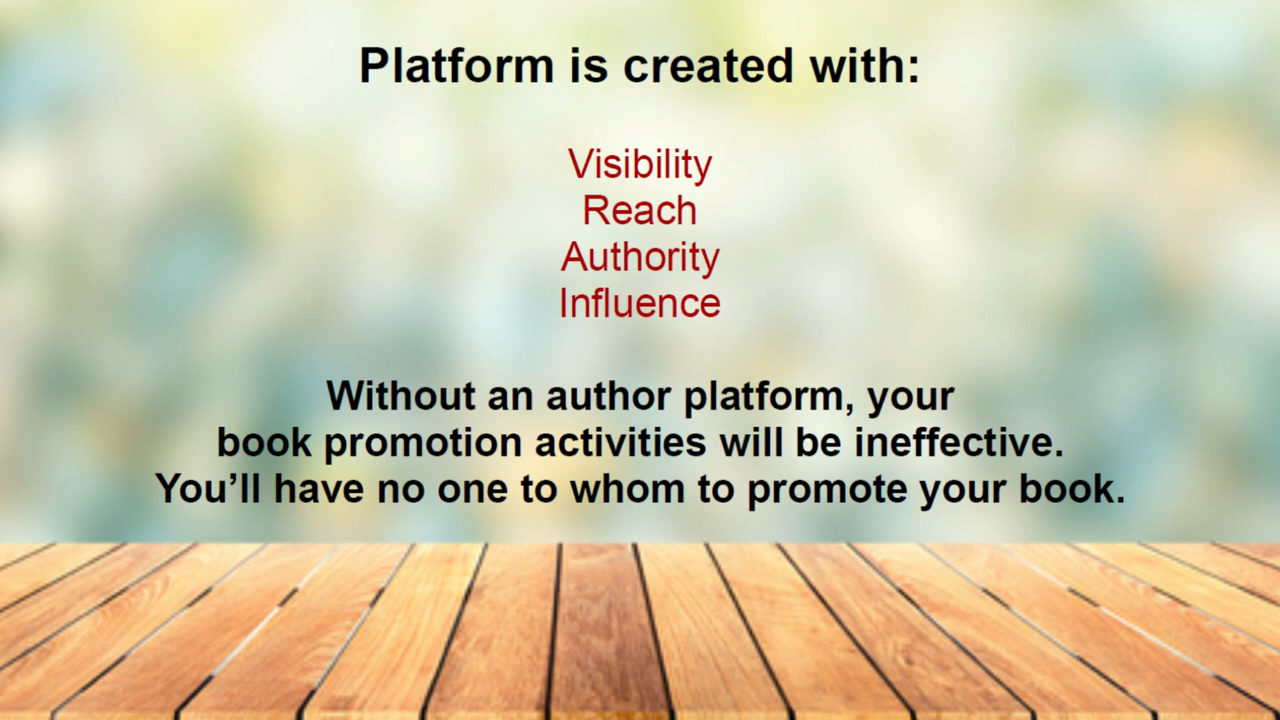 Platform is created with:
Visibility
Reach
Authority
Influence
Without an author platform, your
book promotion activities will be ineffective.
You’ll have no one to whom to promote your book.